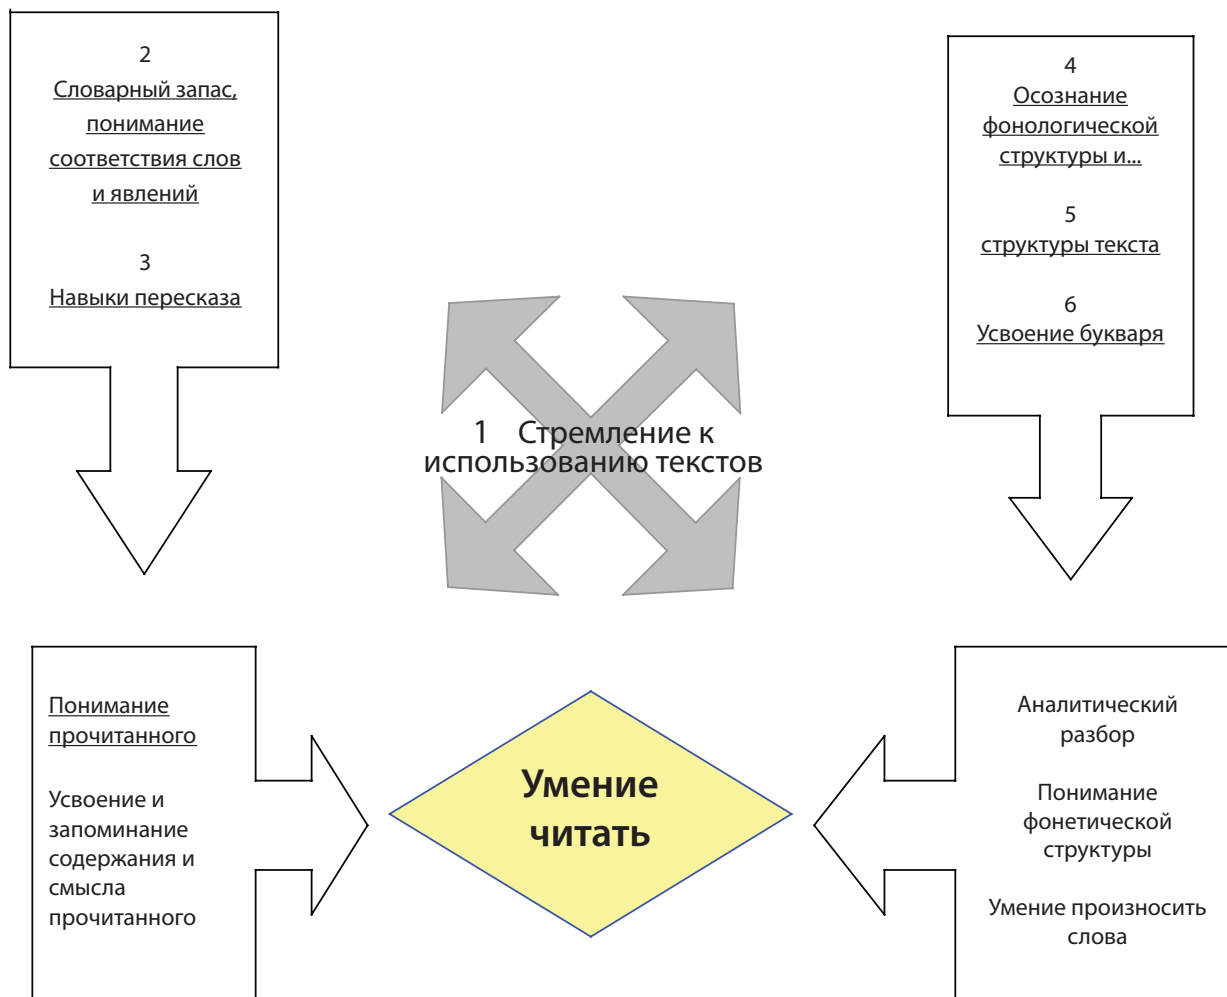 2
Словарный запас,
понимание
соответствия слов
и явлений
3
Навыки пересказа
4
Осознание
фонологической
структуры и...
5
структуры текста
6
Усвоение букваря
1 Стремление к
использованию текстов
Понимание
прочитанного
Усвоение и
запоминание
содержания и
смысла
прочитанного
Умение
читать
Аналитический
разбор
Понимание
фонетической
структуры
Умение произносить
слова